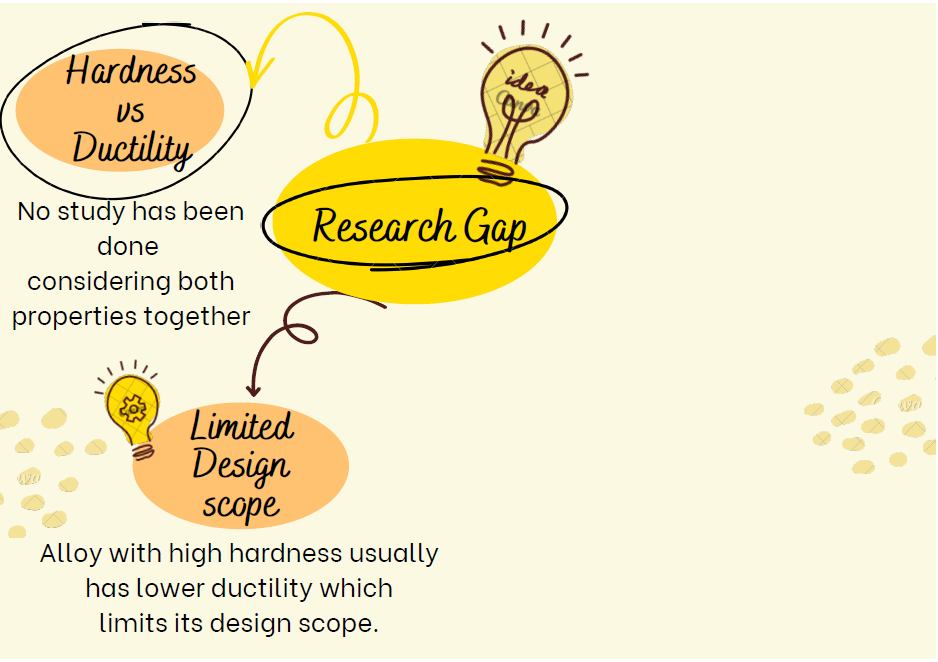 Hardness
vs
Ductility
No study has been
done
considering both
properties together
idea
Research Gap
Limited
Design
scope
Alloy with high hardness usually
has lower ductility which
limits its design scope.